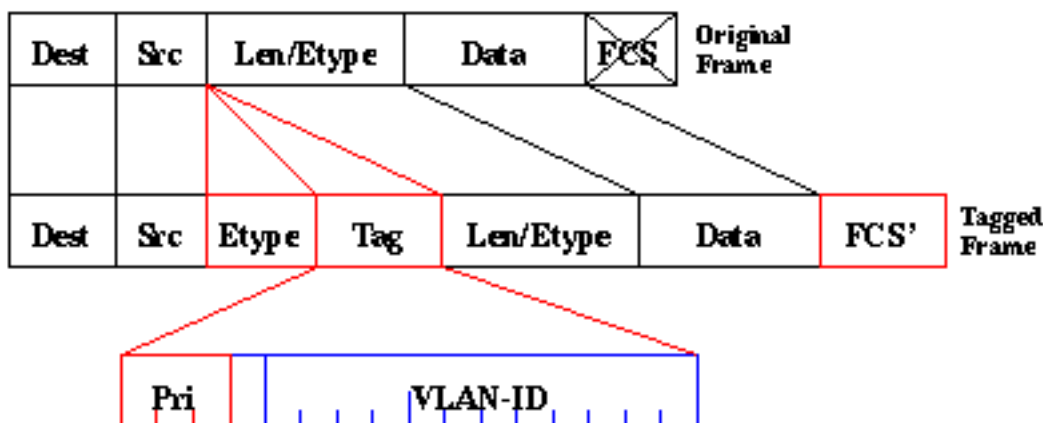 Dest Src Len/Etype Data FCS Original
Frame
Dest Src Etype Tag Len/Etype Data FCS' Tagged
Frame
Pri VLAN-ID